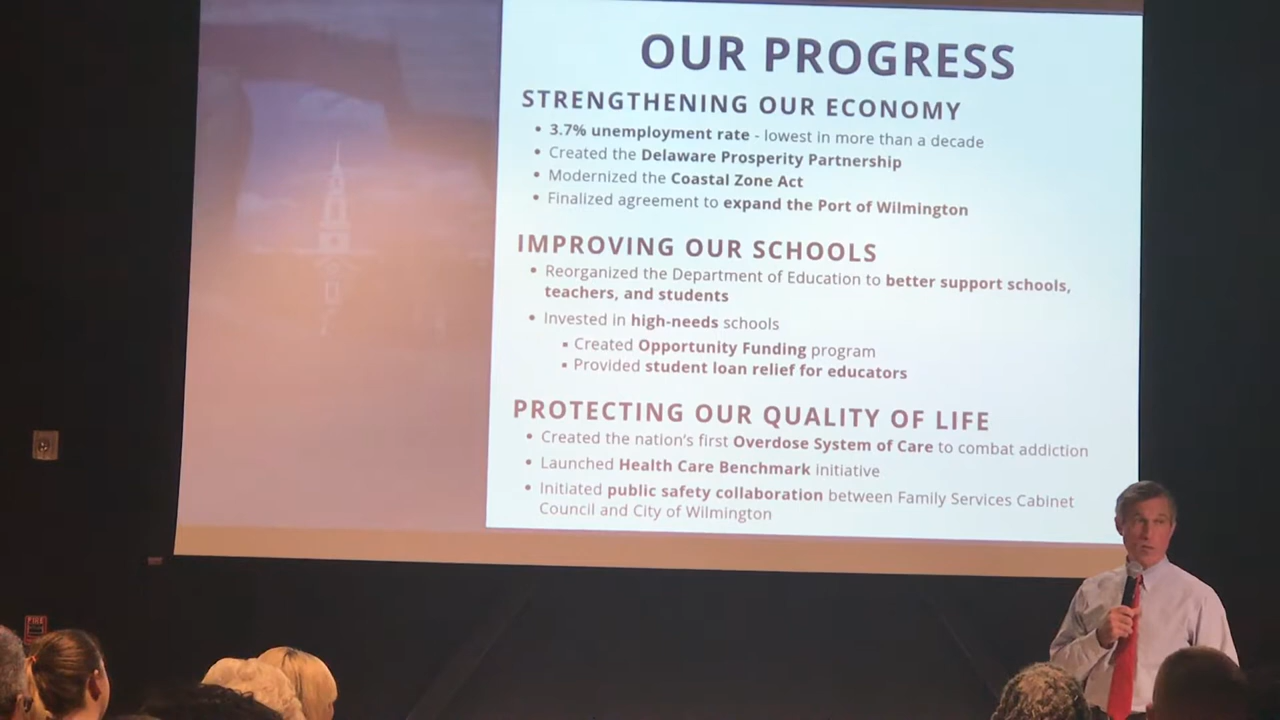 OUR PROGRESS
STRENGTHENING OUR ECONOMY
• 3.7% unemployment rate - lowest in more than a decade
• Created the Delaware Prosperity Partnership
• Modernized the Coastal Zone Act
• Finalized agreement to expand the Port of Wilmington
IMPROVING OUR SCHOOLS
• Reorganized the Department of Education to better support schools,
teachers, and students
• Invested in high-needs schools
▪ Created Opportunity Funding program
▪ Provided student loan relief for educators
PROTECTING OUR QUALITY OF LIFE
• Created the nation's first Overdose System of Care to combat addiction
• Launched Health Care Benchmark initiative
• Initiated public safety collaboration between Family Services Cabinet
Council and City of Wilmington
FIRE